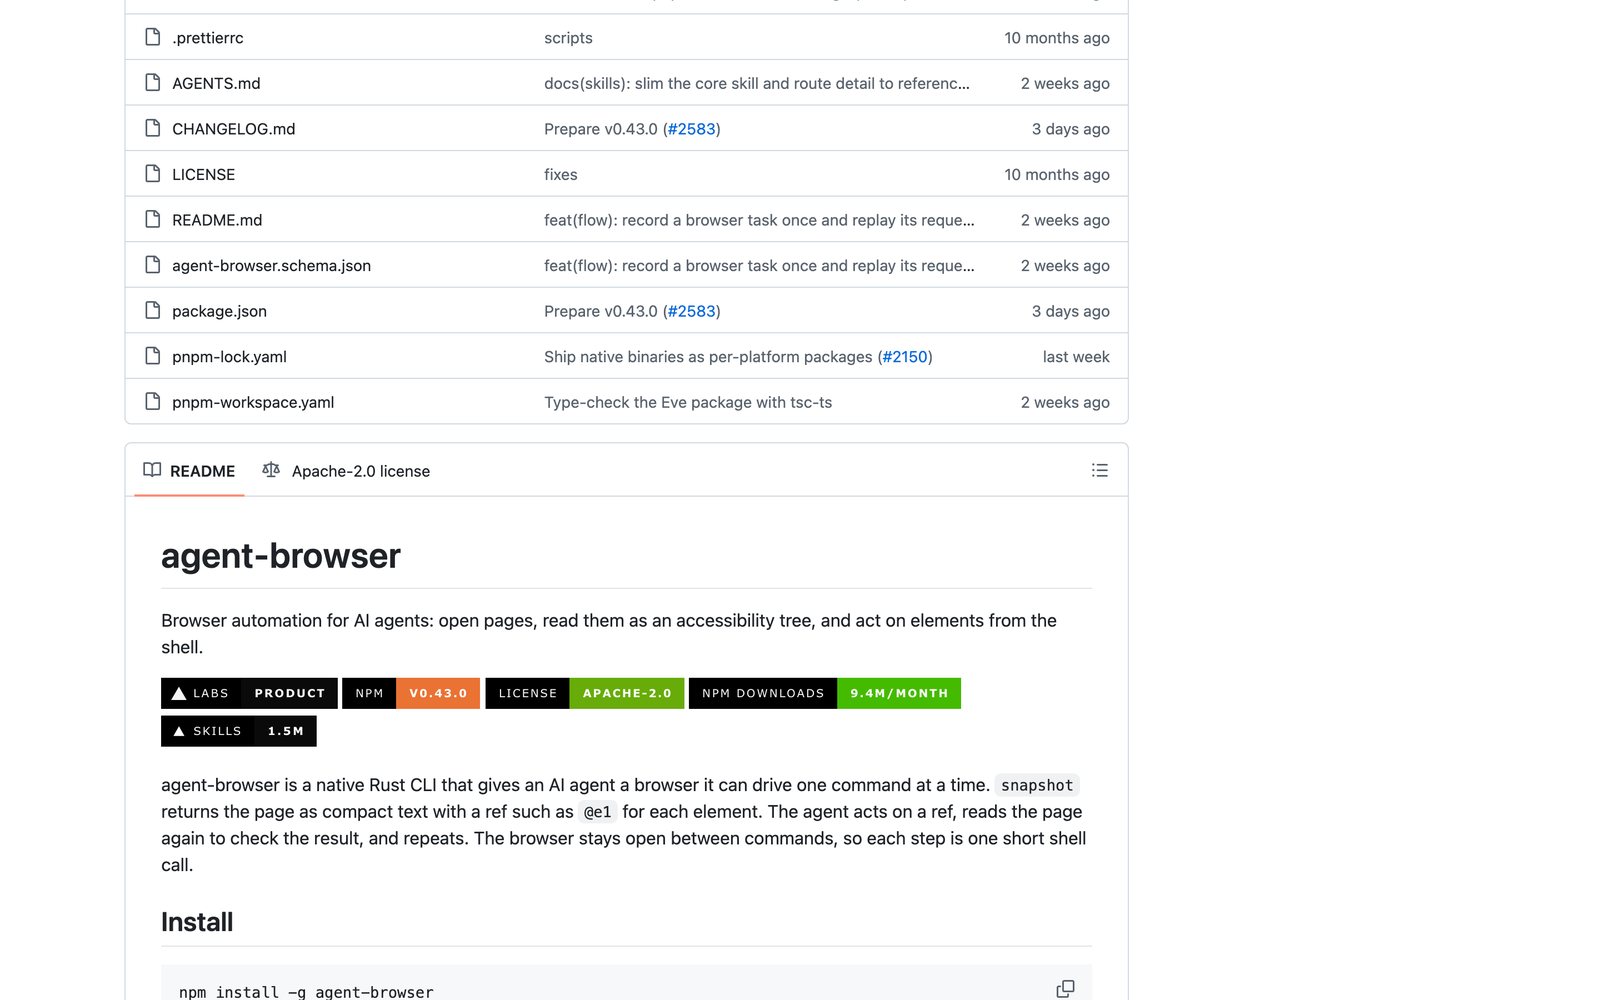 .prettierrc scripts 10 months ago
AGENTS.md docs(skills): slim the core skill and route detail to referenc... 2 weeks ago
CHANGELOG.md Prepare v0.43.0 (#2583) 3 days ago
LICENSE fixes 10 months ago
README.md feat(flow): record a browser task once and replay its reque... 2 weeks ago
agent-browser.schema.json feat(flow): record a browser task once and replay its reque... 2 weeks ago
package.json Prepare v0.43.0 (#2583) 3 days ago
pnpm-lock.yaml Ship native binaries as per-platform packages (#2150) last week
pnpm-workspace.yaml Type-check the Eve package with tsc-ts 2 weeks ago
README Apache-2.0 license
agent-browser
Browser automation for AI agents: open pages, read them as an accessibility tree, and act on elements from the
shell.
LABS PRODUCT NPM V0.43.0 LICENSE APACHE-2.0 NPM DOWNLOADS 9.4M/MONTH
SKILLS 1.5M
agent-browser is a native Rust CLI that gives an AI agent a browser it can drive one command at a time. snapshot
returns the page as compact text with a ref such as @e1 for each element. The agent acts on a ref, reads the page
again to check the result, and repeats. The browser stays open between commands, so each step is one short shell
call.
Install
npm install -g agent-browser